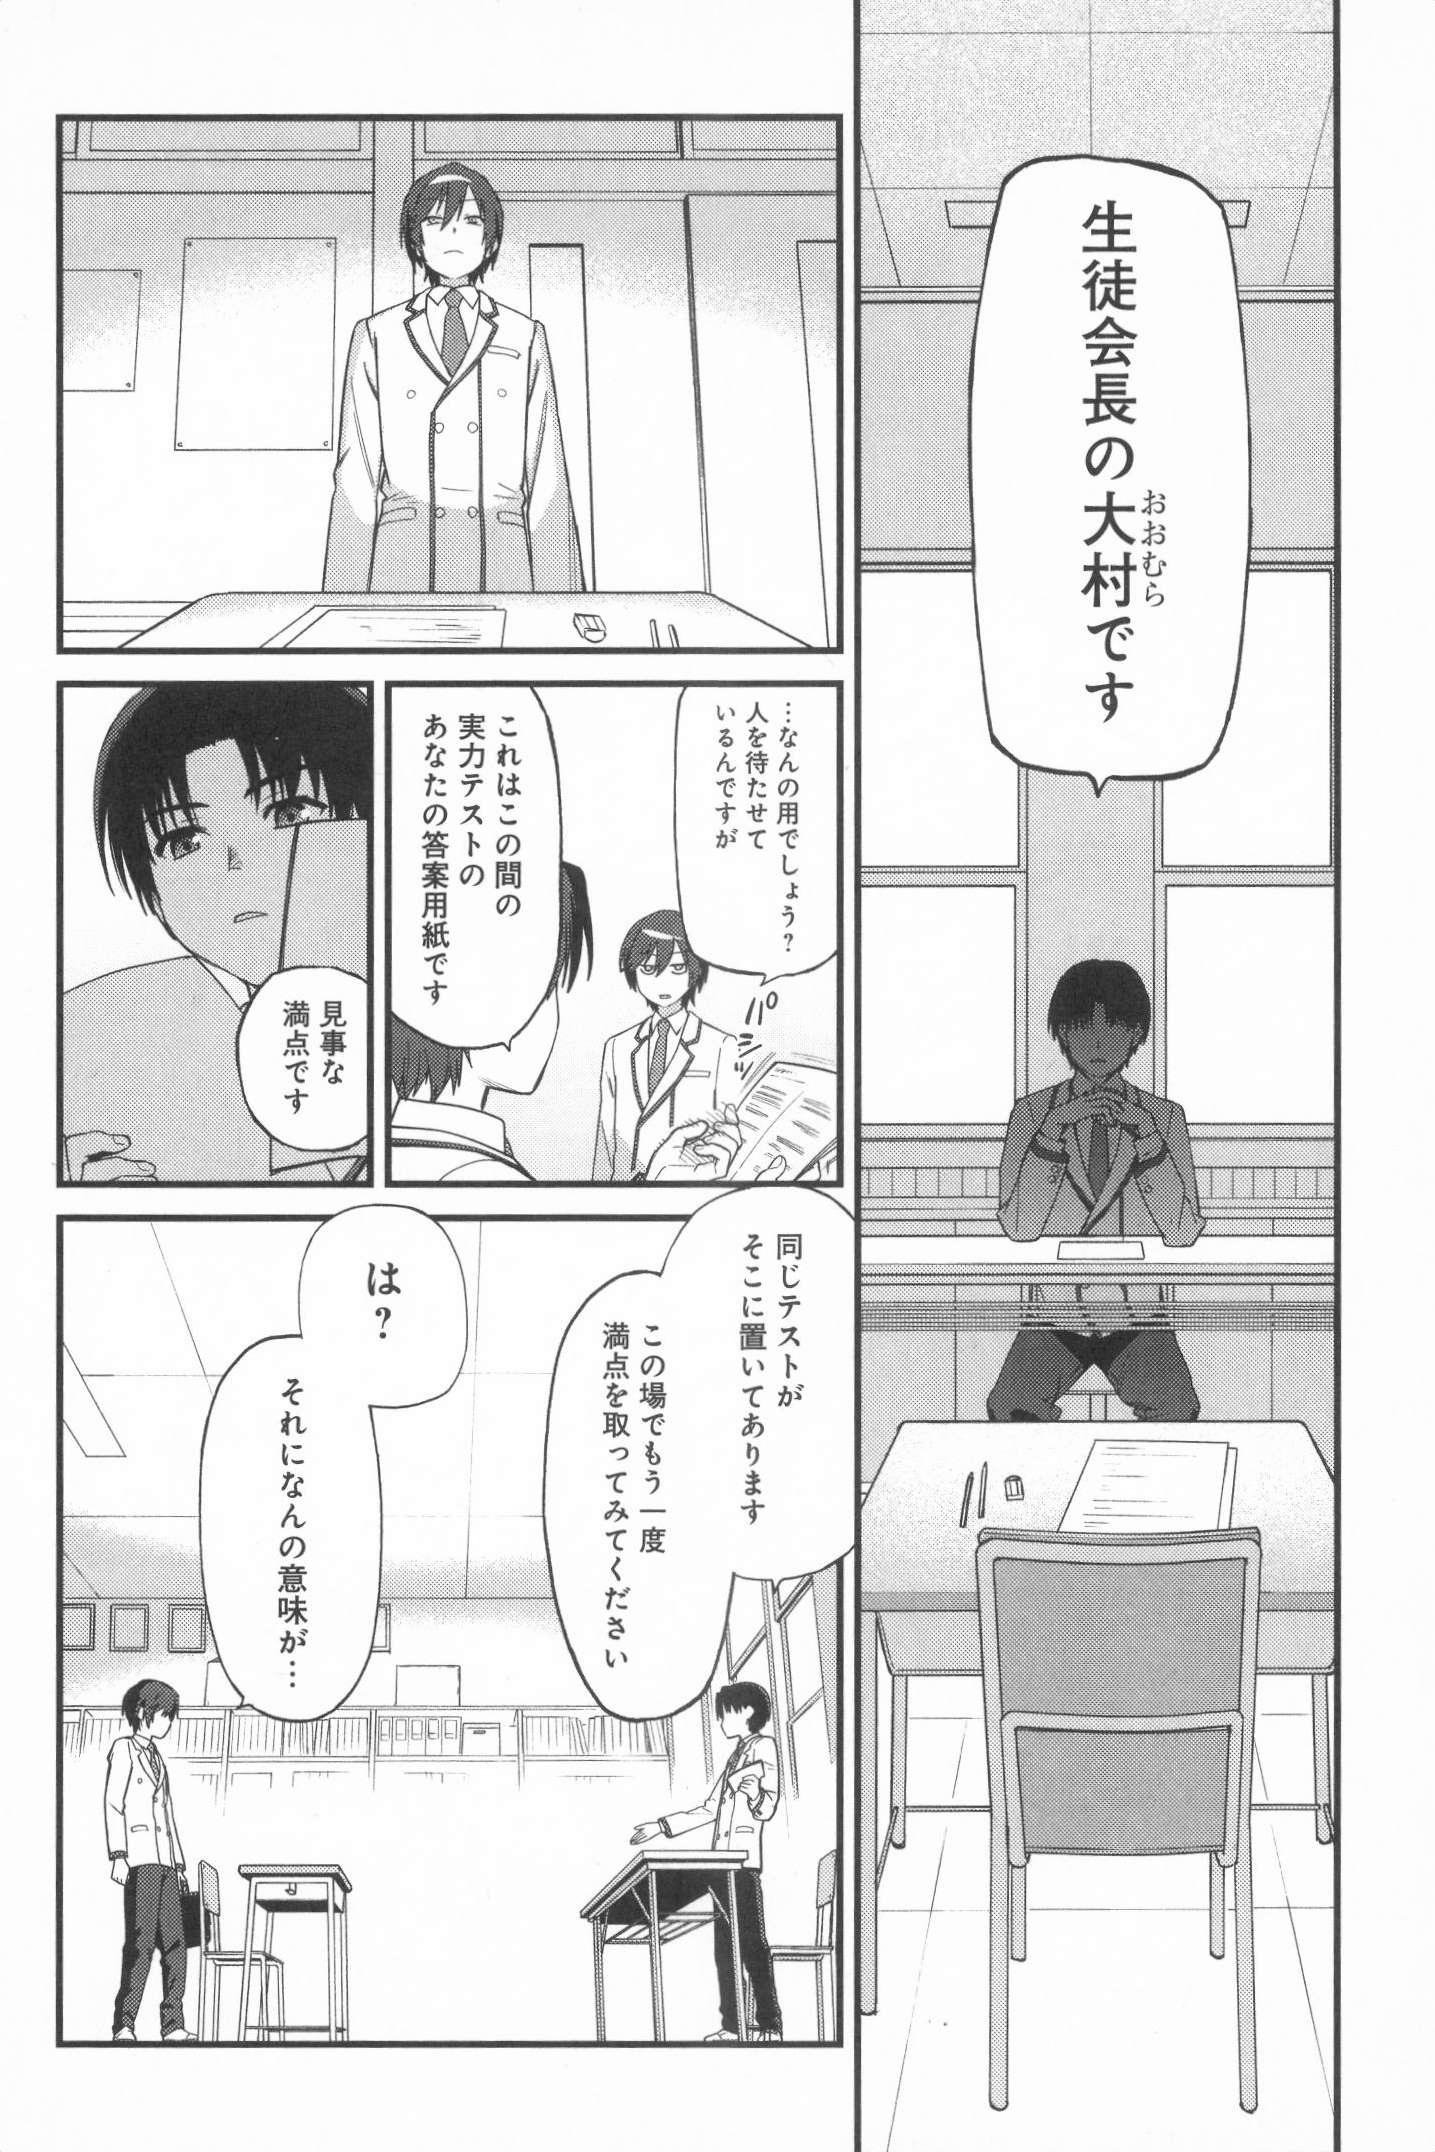 生徒会長の大村です
おおむら
…なんの用でしょう？
人を待たせて
いるんですが
パシッ
これはこの間の
実力テストの
あなたの答案用紙です
見事な
満点です
同じテストが
そこに置いてあります
この場でもう一度
満点を取ってみてください
は？
それになんの意味が…